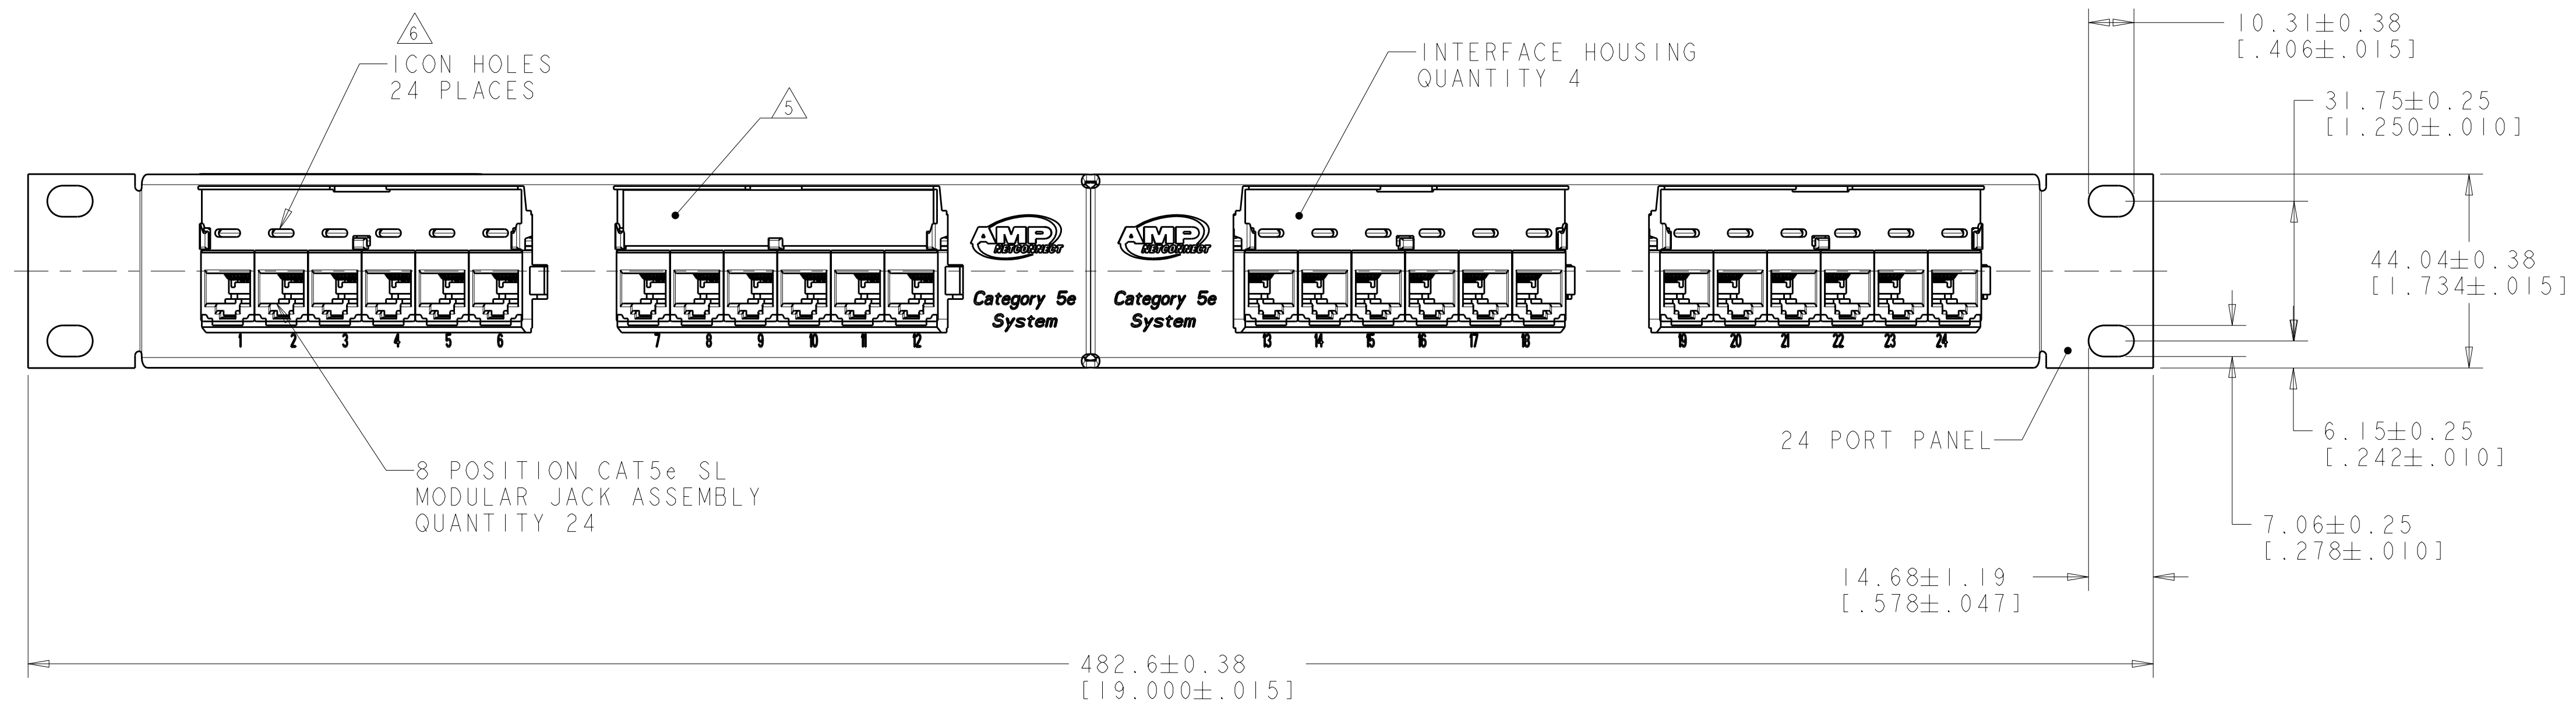 6
ICON HOLES
24 PLACES
5
INTERFACE HOUSING
QUANTITY 4
10.31±0.38
[.406±.015]
31.75±0.25
[1.250±.010]
AMP
NETCONNECT
Category 5e
System
AMP
NETCONNECT
Category 5e
System
44.04±0.38
[1.734±.015]
1 2 3 4 5 6 7 8 9 10 11 12 13 14 15 16 17 18 19 20 21 22 23 24
24 PORT PANEL
6.15±0.25
[.242±.010]
8 POSITION CAT5e SL
MODULAR JACK ASSEMBLY
QUANTITY 24
7.06±0.25
[.278±.010]
14.68±1.19
[.578±.047]
482.6±0.38
[19.000±.015]